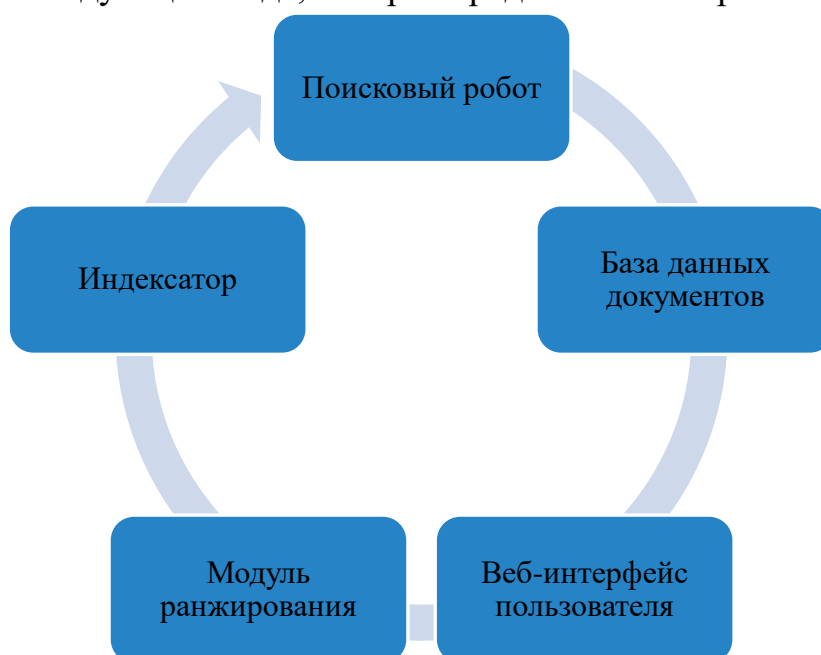 Поисковый робот
База данных
документов
Веб-интерфейс
пользователя
Модуль
ранжирования
Индексатор